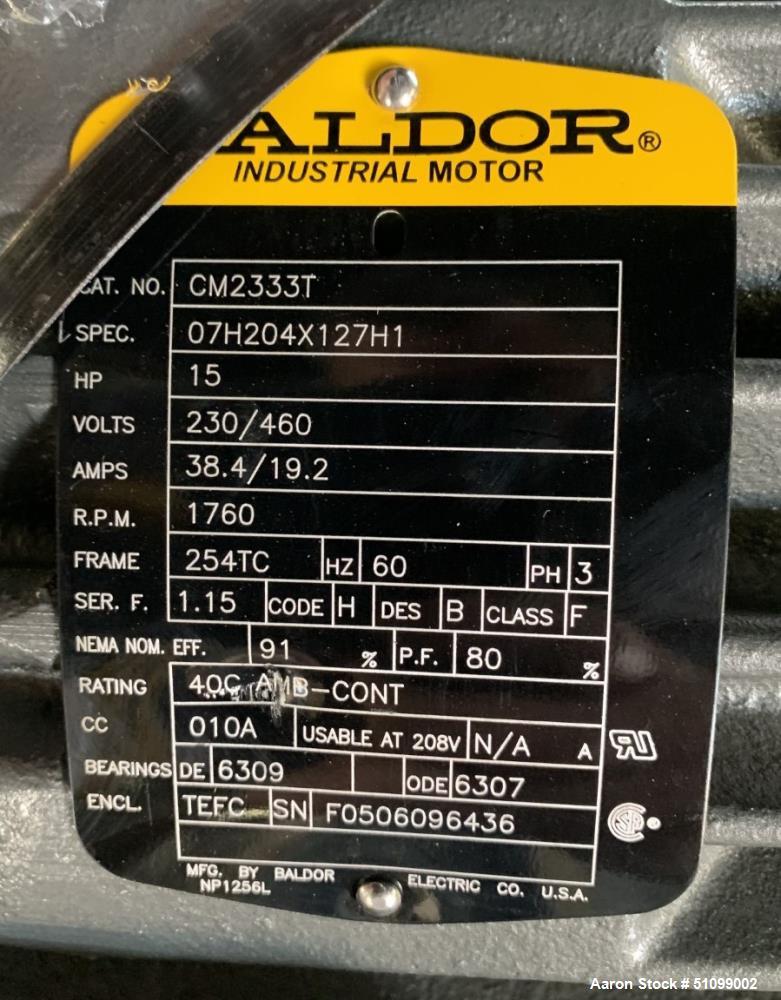 ALDOR®
INDUSTRIAL MOTOR
CAT. NO. CM2333T
SPEC. 07H204X127H1
HP 15
VOLTS 230/460
AMPS 38.4/19.2
R.P.M. 1760
FRAME 254TC HZ 60 PH 3
SER. F. 1.15 CODE H DES B CLASS F
NEMA NOM. EFF. 91 % P.F. 80 %
RATING 40C AMB-CONT
CC 010A USABLE AT 208V N/A A
BEARINGS DE 6309 ODE 6307
ENCL. TEFC SN F0506096436
MFG. BY BALDOR ELECTRIC CO. U.S.A.
NP1256L
Aaron Stock # 51099002